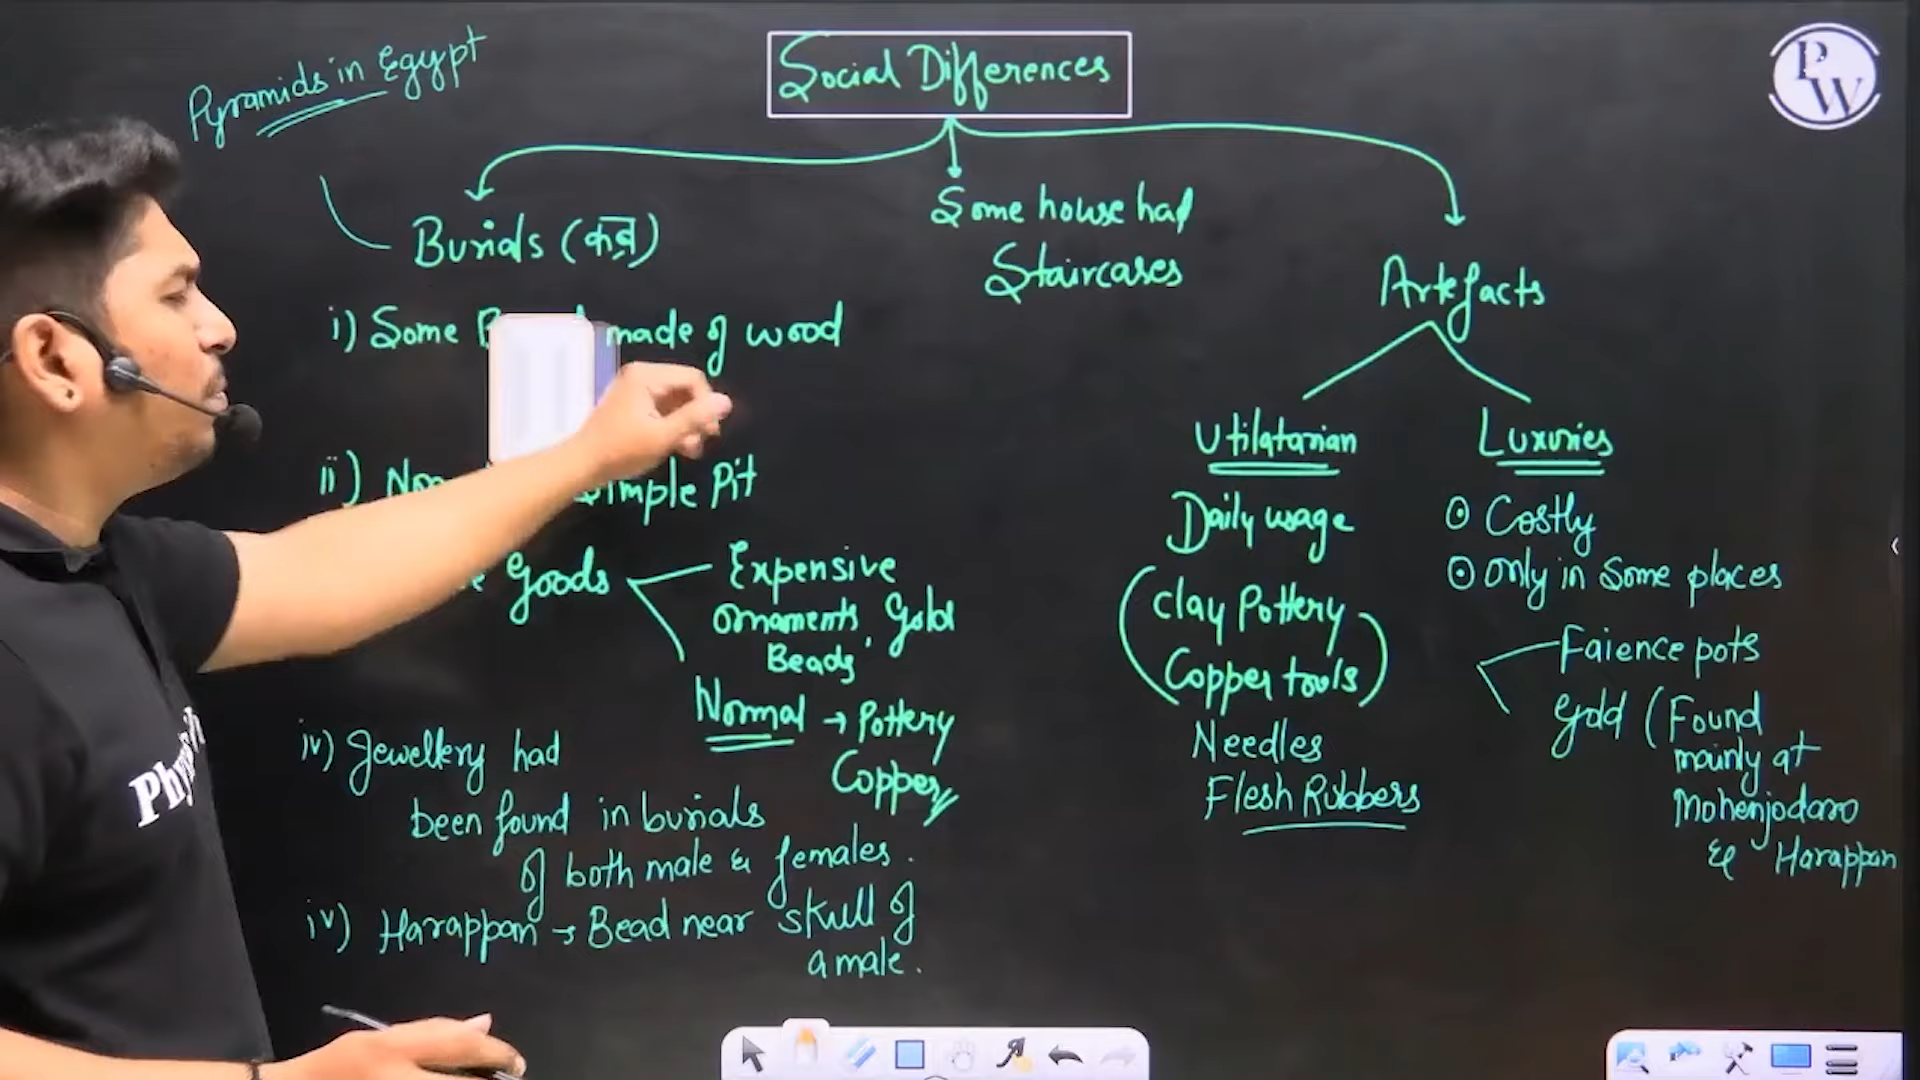 Pyramids in Egypt
Social Differences
PW
Burials (कब्र)
i) Some made of wood
ii) Simple Pit
Goods
Expensive
ornaments, Gold
Beads
Normal → Pottery
Copper
iv) Jewellery had
been found in burials
of both male & females.
iv) Harappan → Bead near skull of
a male.
Some house had
Staircases
Artefacts
Utilatarian
Daily usage
(Clay Pottery
Copper tools)
Needles
Flesh Rubbers
Luxuries
Costly
Only in Some places
Faience pots
Gold (Found
mainly at
Mohenjodaro
& Harappan